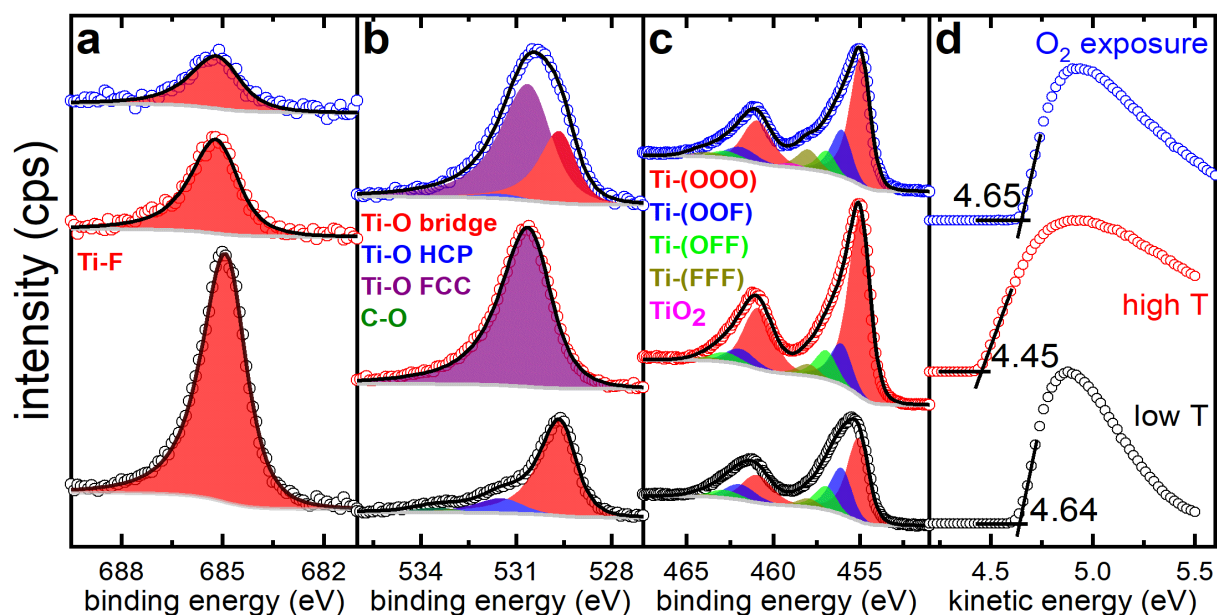 intensity (cps)
a
Ti-F
688 685 682
binding energy (eV)
b
Ti-O bridge
Ti-O HCP
Ti-O FCC
C-O
534 531 528
binding energy (eV)
c
Ti-(OOO)
Ti-(OOF)
Ti-(OFF)
Ti-(FFF)
TiO2
465 460 455
binding energy (eV)
d
O2 exposure
4.65
high T
4.45
low T
4.64
4.5 5.0 5.5
kinetic energy (eV)